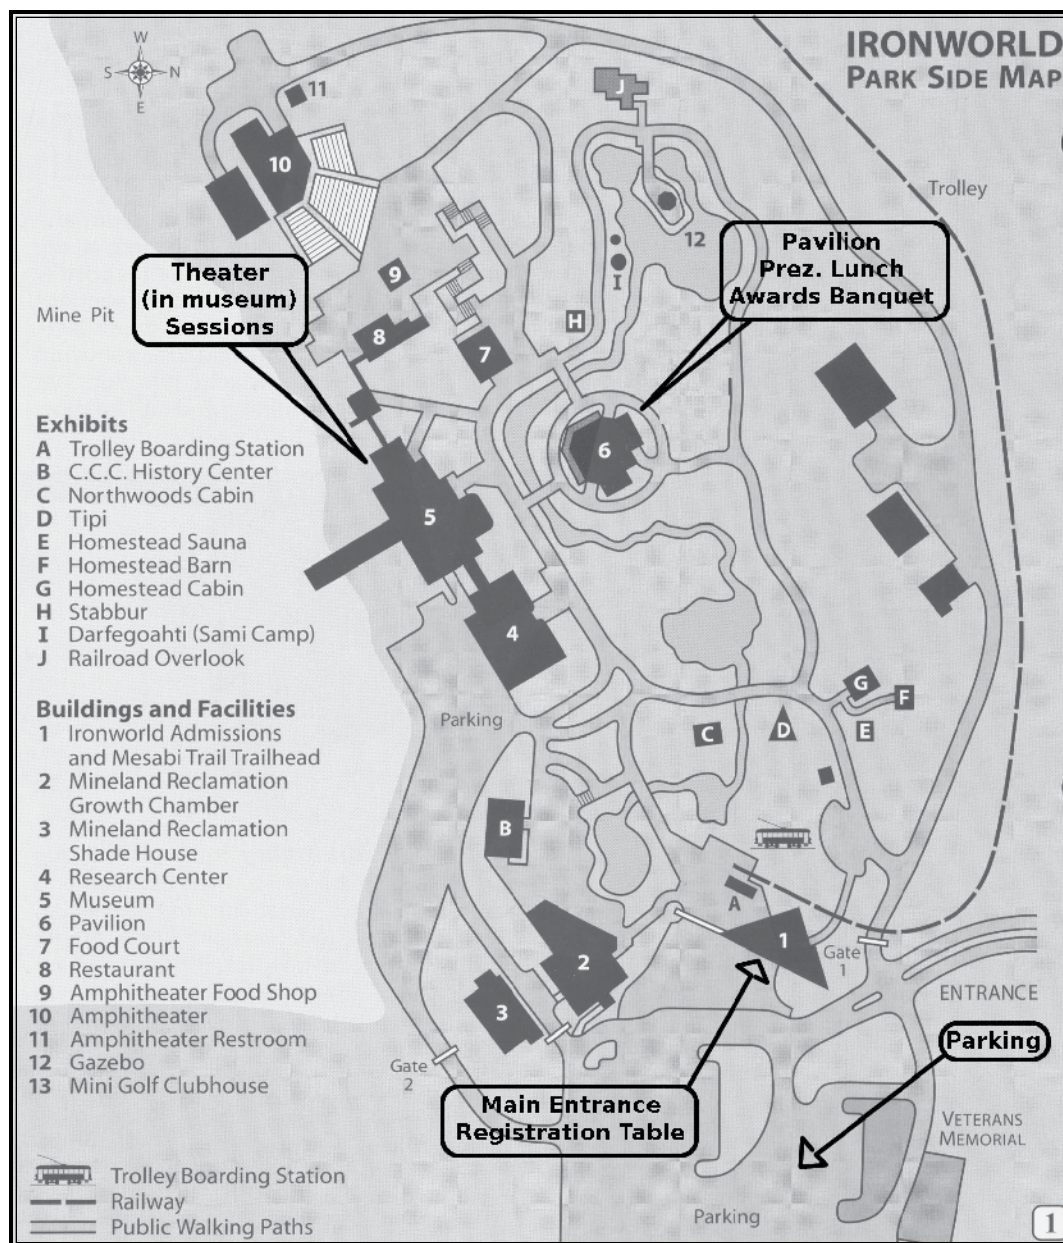 IRONWORLD
PARK SIDE MAP
W
S
N
E
11
J
10
Trolley
12
Pavilion
Prez. Lunch
Awards Banquet
Theater
(in museum)
Sessions
9
I
Mine Pit
H
8
7
6
5
Exhibits
A Trolley Boarding Station
B C.C.C. History Center
C Northwoods Cabin
D Tipi
E Homestead Sauna
F Homestead Barn
G Homestead Cabin
H Stabbur
I Darfegoahti (Sami Camp)
J Railroad Overlook
4
G
F
Parking
C
D
E
Buildings and Facilities
1 Ironworld Admissions
and Mesabi Trail Trailhead
2 Mineland Reclamation
Growth Chamber
3 Mineland Reclamation
Shade House
4 Research Center
5 Museum
6 Pavilion
7 Food Court
8 Restaurant
9 Amphitheater Food Shop
10 Amphitheater
11 Amphitheater Restroom
12 Gazebo
13 Mini Golf Clubhouse
B
A
1
2
Gate
1
3
ENTRANCE
Parking
Gate
2
Main Entrance
Registration Table
VETERANS
MEMORIAL
Trolley Boarding Station
Railway
Public Walking Paths
Parking
1